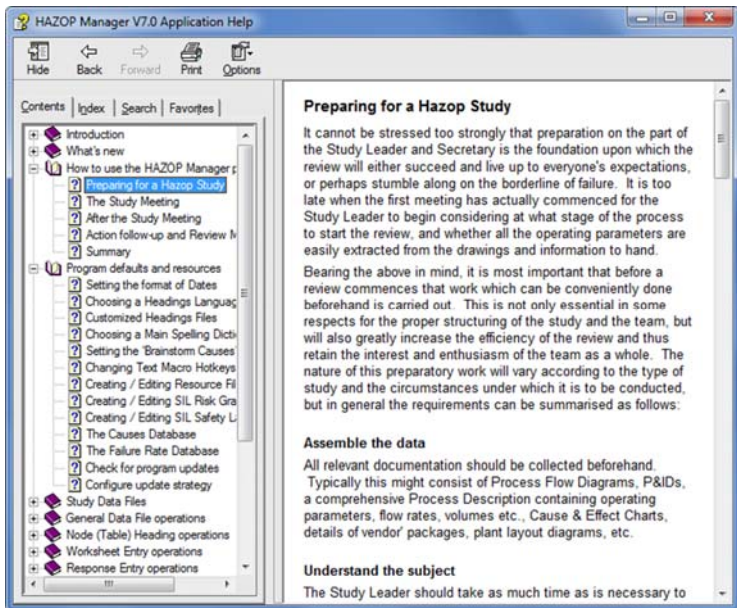 HAZOP Manager V7.0 Application Help
Hide Back Forward Print Options
Contents Index Search Favorites
Introduction
What's new
How to use the HAZOP Manager p
Preparing for a Hazop Study
The Study Meeting
After the Study Meeting
Action follow-up and Review M
Summary
Program defaults and resources
Setting the format of Dates
Choosing a Headings Languag
Customized Headings Files
Choosing a Main Spelling Dicti
Setting the 'Brainstorm Causes'
Changing Text Macro Hotkeys
Creating / Editing Resource Fil
Creating / Editing SIL Risk Gra
Creating / Editing SIL Safety L
The Causes Database
The Failure Rate Database
Check for program updates
Configure update strategy
Study Data Files
General Data File operations
Node (Table) Heading operations
Worksheet Entry operations
Response Entry operations
Preparing for a Hazop Study
It cannot be stressed too strongly that preparation on the part of
the Study Leader and Secretary is the foundation upon which the
review will either succeed and live up to everyone's expectations,
or perhaps stumble along on the borderline of failure. It is too
late when the first meeting has actually commenced for the
Study Leader to begin considering at what stage of the process
to start the review, and whether all the operating parameters are
easily extracted from the drawings and information to hand.
Bearing the above in mind, it is most important that before a
review commences that work which can be conveniently done
beforehand is carried out. This is not only essential in some
respects for the proper structuring of the study and the team, but
will also greatly increase the efficiency of the review and thus
retain the interest and enthusiasm of the team as a whole. The
nature of this preparatory work will vary according to the type of
study and the circumstances under which it is to be conducted,
but in general the requirements can be summarised as follows:
Assemble the data
All relevant documentation should be collected beforehand.
Typically this might consist of Process Flow Diagrams, P&IDs,
a comprehensive Process Description containing operating
parameters, flow rates, volumes etc., Cause & Effect Charts,
details of vendor' packages, plant layout diagrams, etc.
Understand the subject
The Study Leader should take as much time as is necessary to